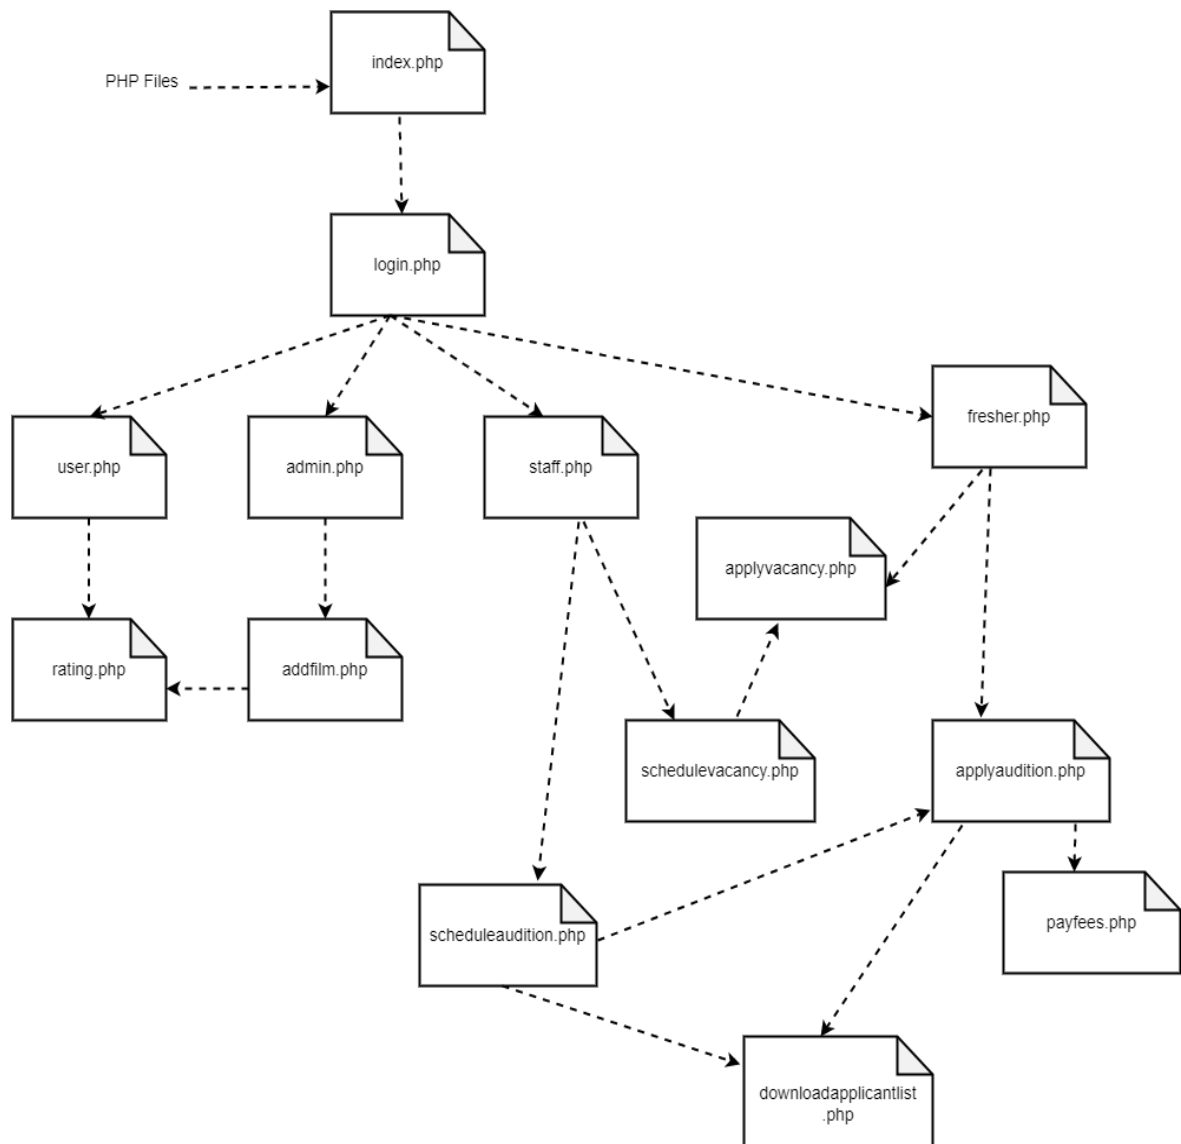 index.php
PHP Files
login.php
fresher.php
user.php
admin.php
staff.php
applyvacancy.php
rating.php
addfilm.php
schedulevacancy.php
applyaudition.php
scheduleaudition.php
payfees.php
downloadapplicantlist
.php